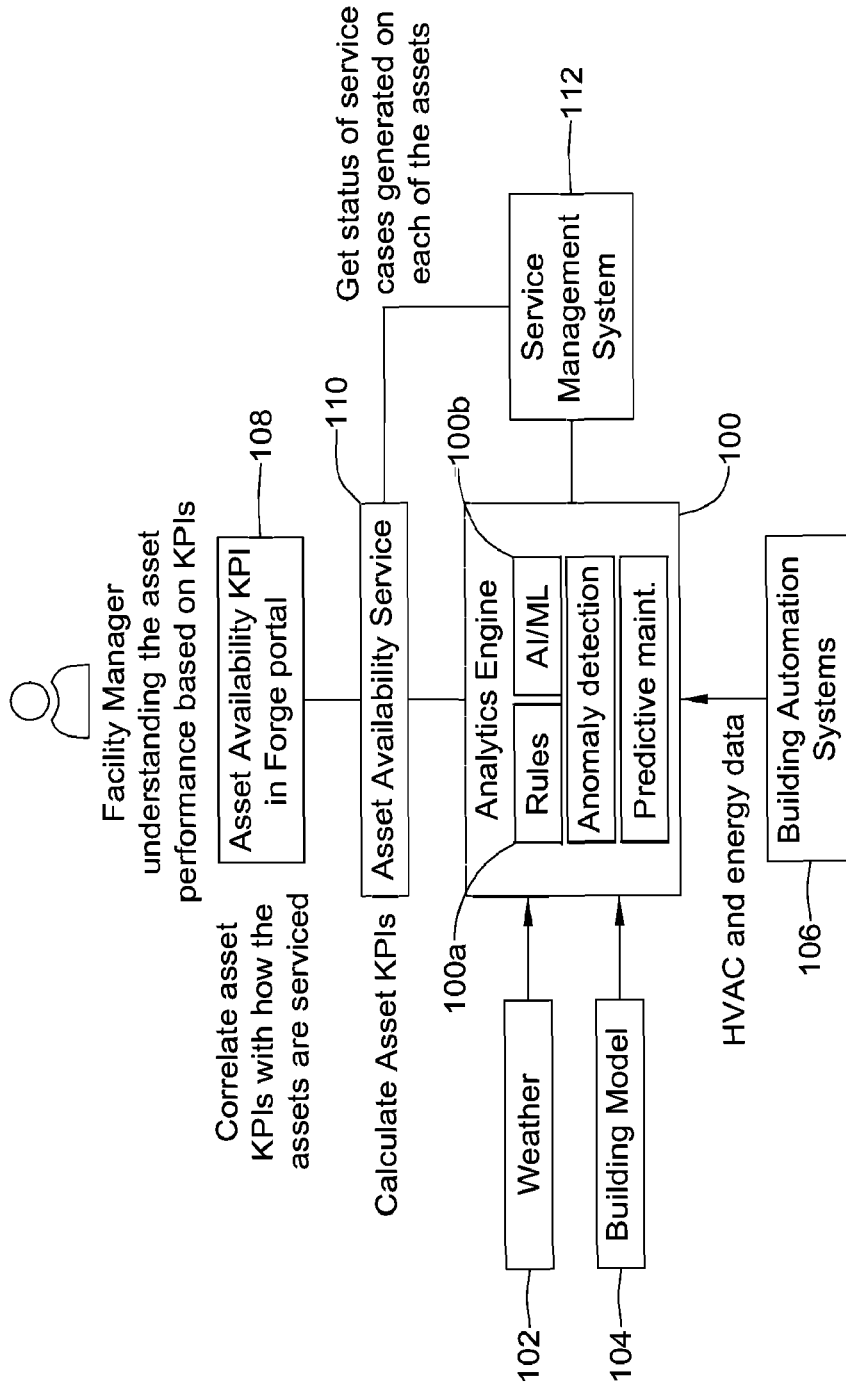 Facility Manager
understanding the asset
performance based on KPIs
Correlate asset
KPIs with how the
assets are serviced
Asset Availability KPI
in Forge portal
108
Calculate Asset KPIs
Asset Availability Service
110
Get status of service
cases generated on
each of the assets
100a
Analytics Engine
Rules
AI/ML
Anomaly detection
Predictive maint.
100b
100
Service
Management
System
112
Weather
102
Building Model
104
HVAC and energy data
Building Automation
Systems
106